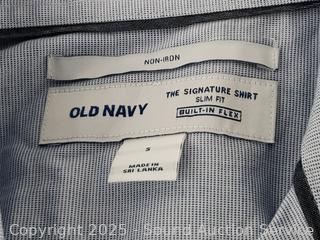 NON-IRON
OLD NAVY
THE SIGNATURE SHIRT
SLIM FIT
BUILT-IN FLEX
S
MADE IN
SRI LANKA
Copyright 2025 - Sound Auction Service